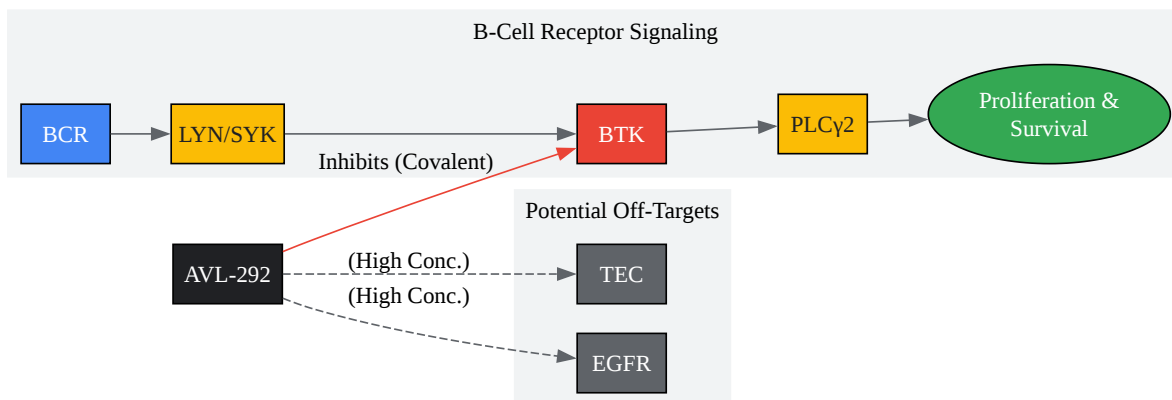 B-Cell Receptor Signaling
BCR
LYN/SYK
BTK
PLCγ2
Proliferation &
Survival
Inhibits (Covalent)
Potential Off-Targets
AVL-292
(High Conc.)
TEC
(High Conc.)
EGFR